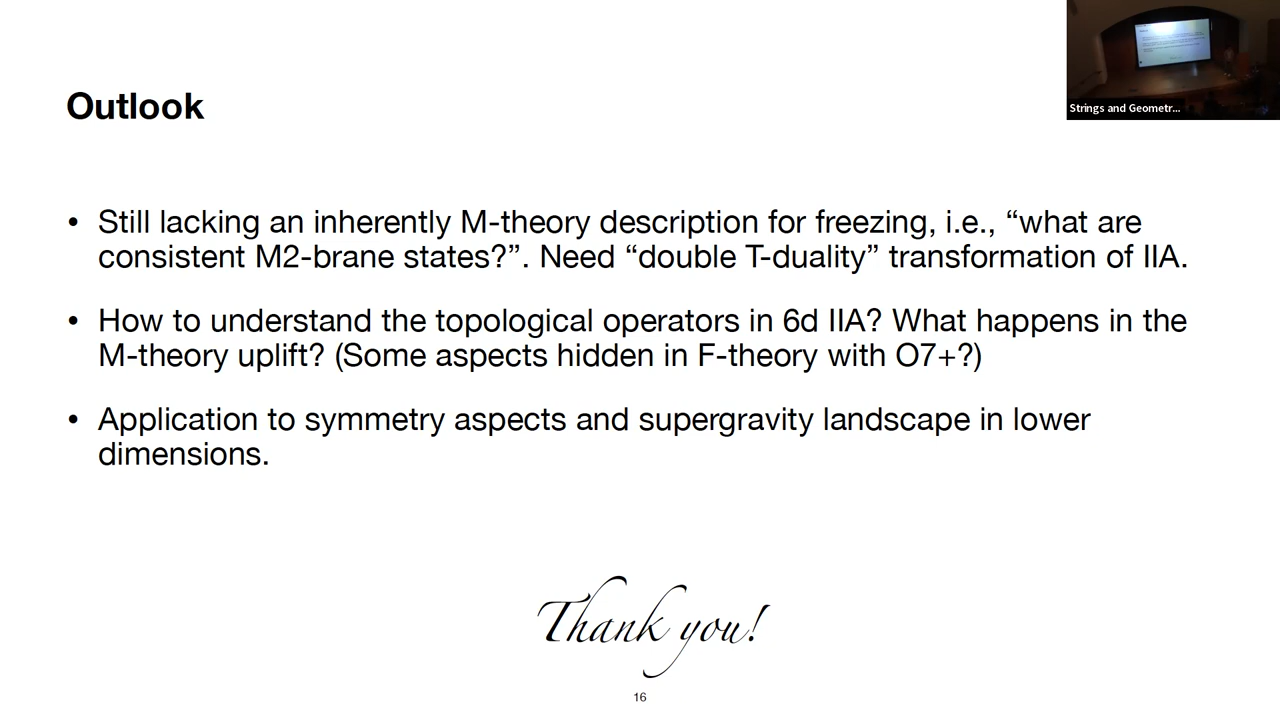 Strings and Geometr...
Outlook
• Still lacking an inherently M-theory description for freezing, i.e., “what are
consistent M2-brane states?”. Need “double T-duality” transformation of IIA.
• How to understand the topological operators in 6d IIA? What happens in the
M-theory uplift? (Some aspects hidden in F-theory with O7+?)
• Application to symmetry aspects and supergravity landscape in lower
dimensions.
Thank you!
16